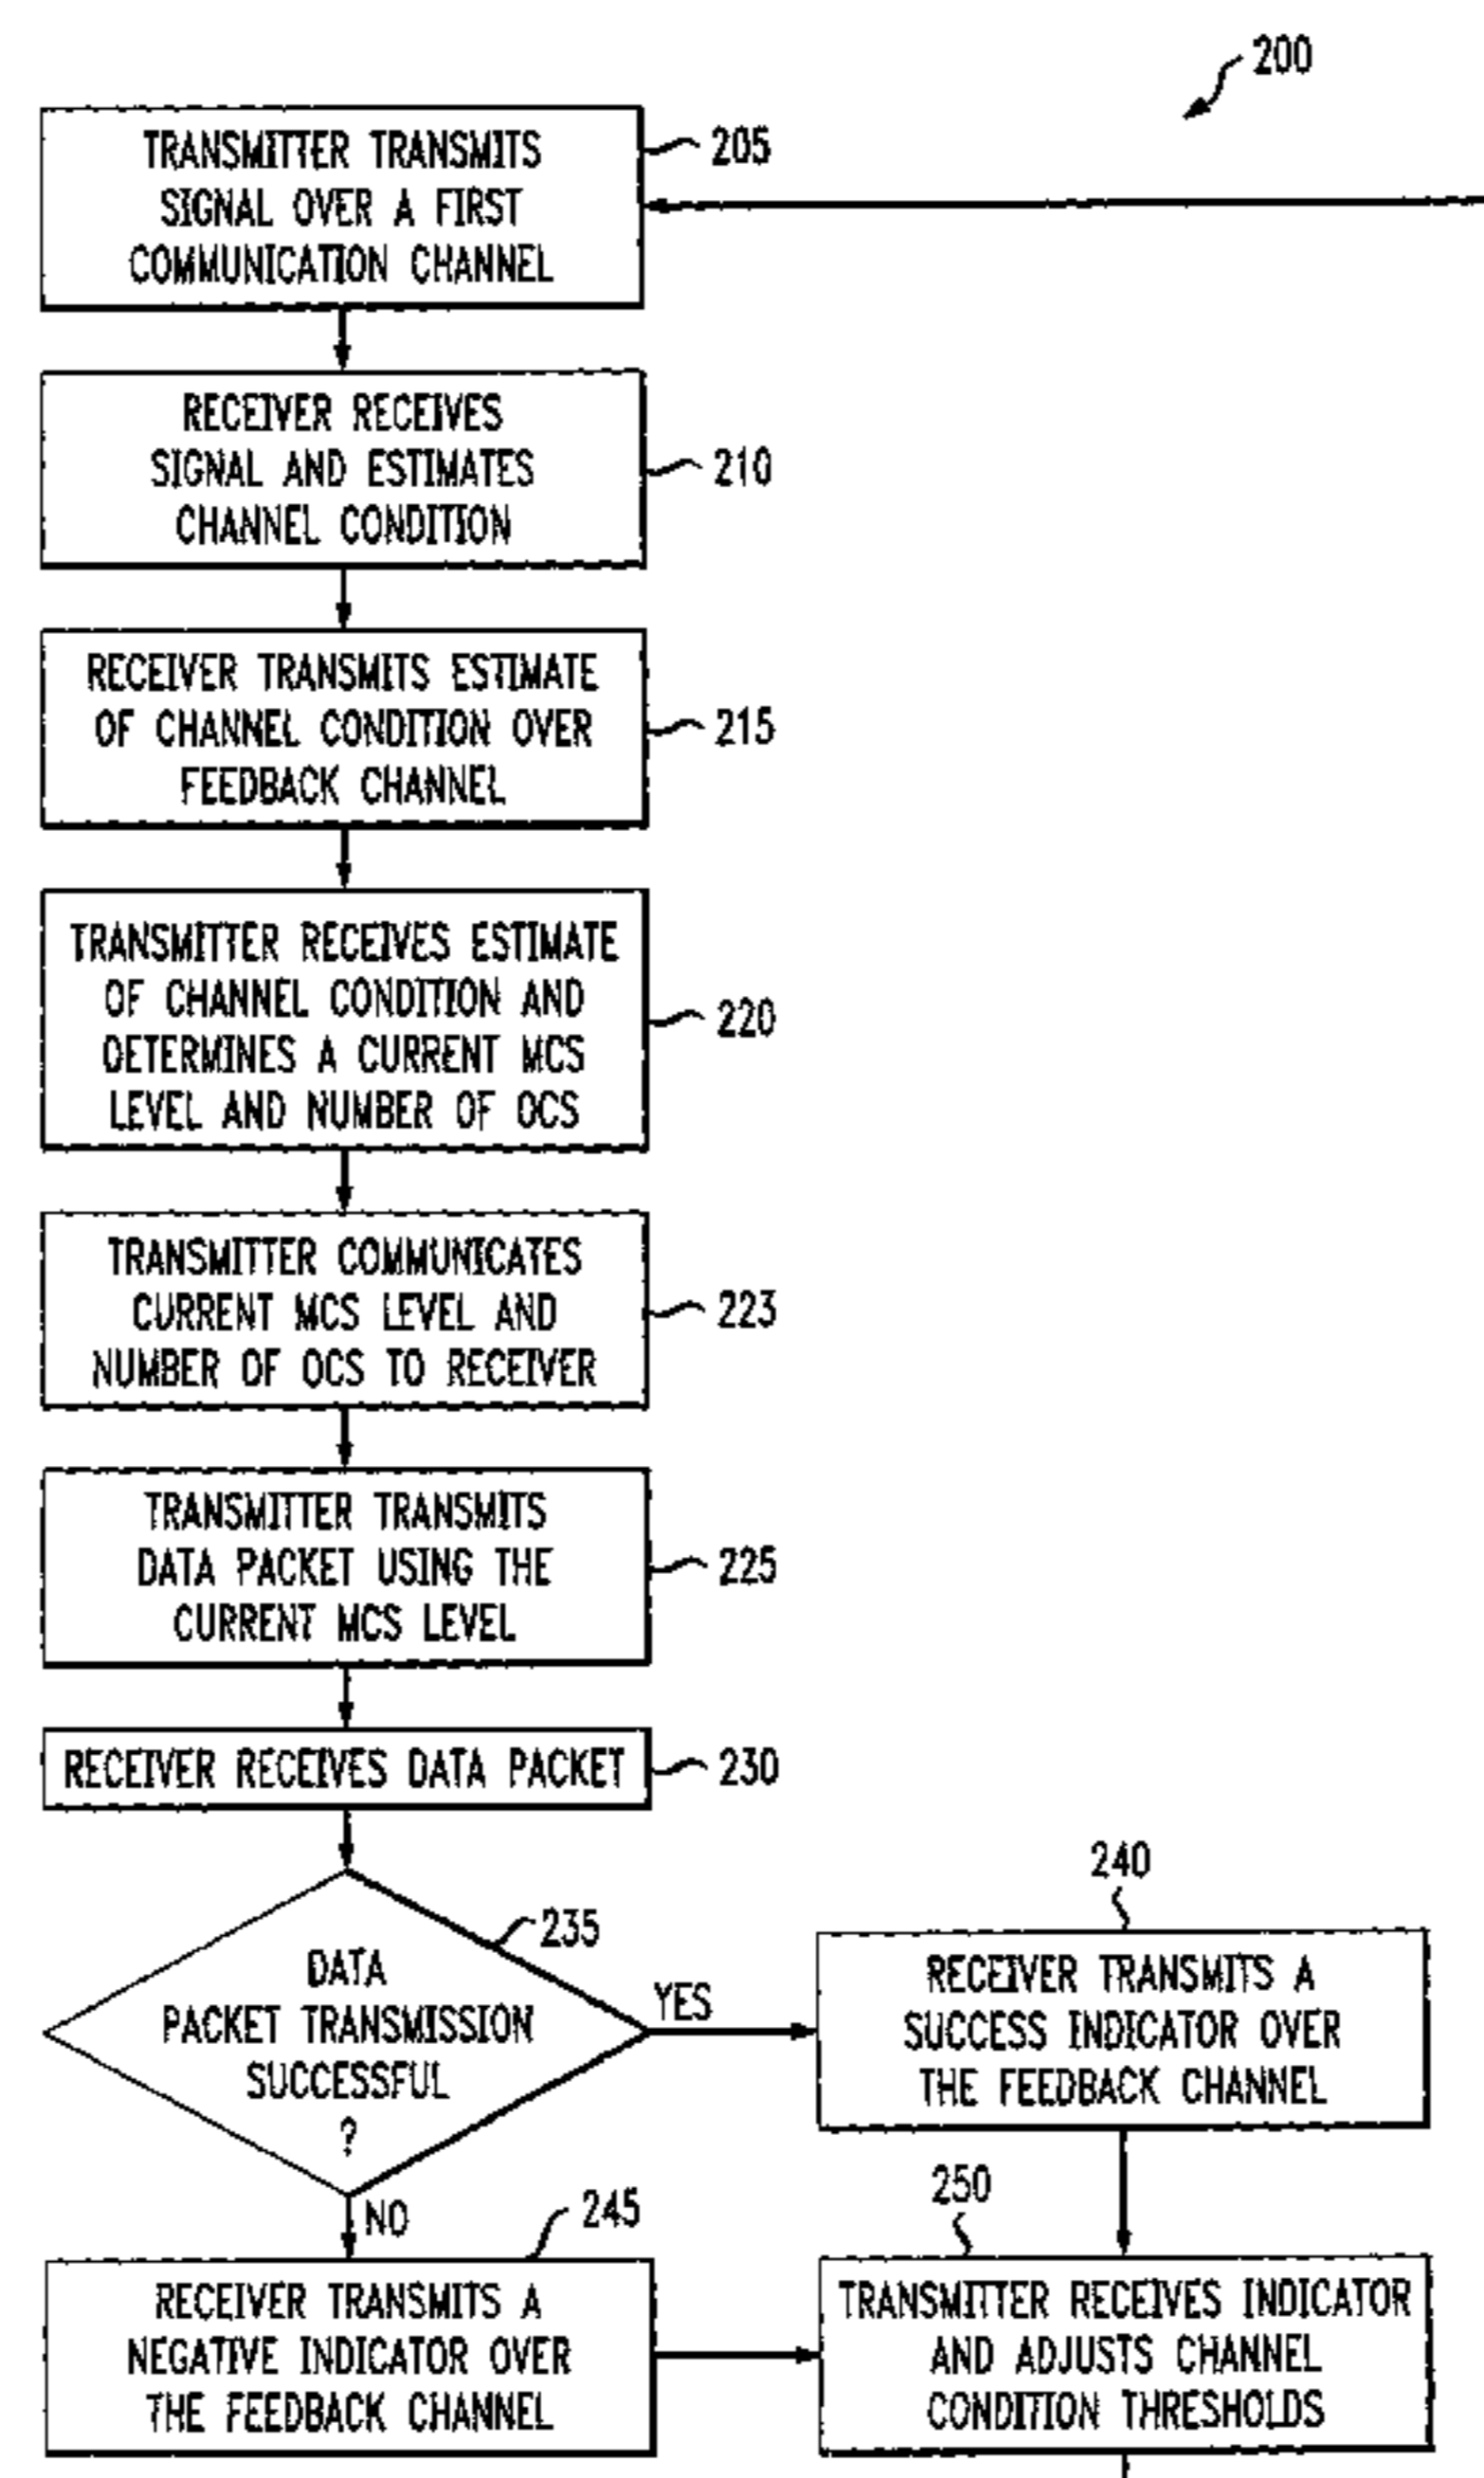 200
TRANSMITTER TRANSMITS
SIGNAL OVER A FIRST
COMMUNICATION CHANNEL
205
RECEIVER RECEIVES
SIGNAL AND ESTIMATES
CHANNEL CONDITION
210
RECEIVER TRANSMITS ESTIMATE
OF CHANNEL CONDITION OVER
FEEDBACK CHANNEL
215
TRANSMITTER RECEIVES ESTIMATE
OF CHANNEL CONDITION AND
DETERMINES A CURRENT MCS
LEVEL AND NUMBER OF OCS
220
TRANSMITTER COMMUNICATES
CURRENT MCS LEVEL AND
NUMBER OF OCS TO RECEIVER
223
TRANSMITTER TRANSMITS
DATA PACKET USING THE
CURRENT MCS LEVEL
225
RECEIVER RECEIVES DATA PACKET
230
DATA
PACKET TRANSMISSION
SUCCESSFUL
?
235
YES
NO
240
RECEIVER TRANSMITS A
SUCCESS INDICATOR OVER
THE FEEDBACK CHANNEL
245
RECEIVER TRANSMITS A
NEGATIVE INDICATOR OVER
THE FEEDBACK CHANNEL
250
TRANSMITTER RECEIVES INDICATOR
AND ADJUSTS CHANNEL
CONDITION THRESHOLDS